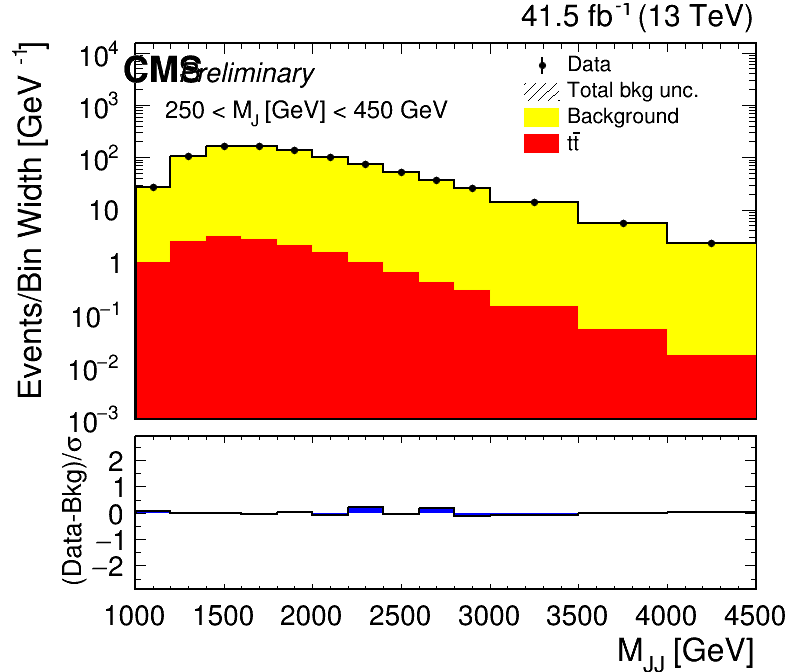 41.5 fb⁻¹ (13 TeV)
CMS Preliminary
250 < M_J [GeV] < 450 GeV
Data
Total bkg unc.
Background
tt̄
Events/Bin Width [GeV⁻¹]
10⁴
10³
10²
10
1
10⁻¹
10⁻²
10⁻³
(Data-Bkg)/σ
2
1
0
−1
−2
1000 1500 2000 2500 3000 3500 4000 4500
M_JJ [GeV]